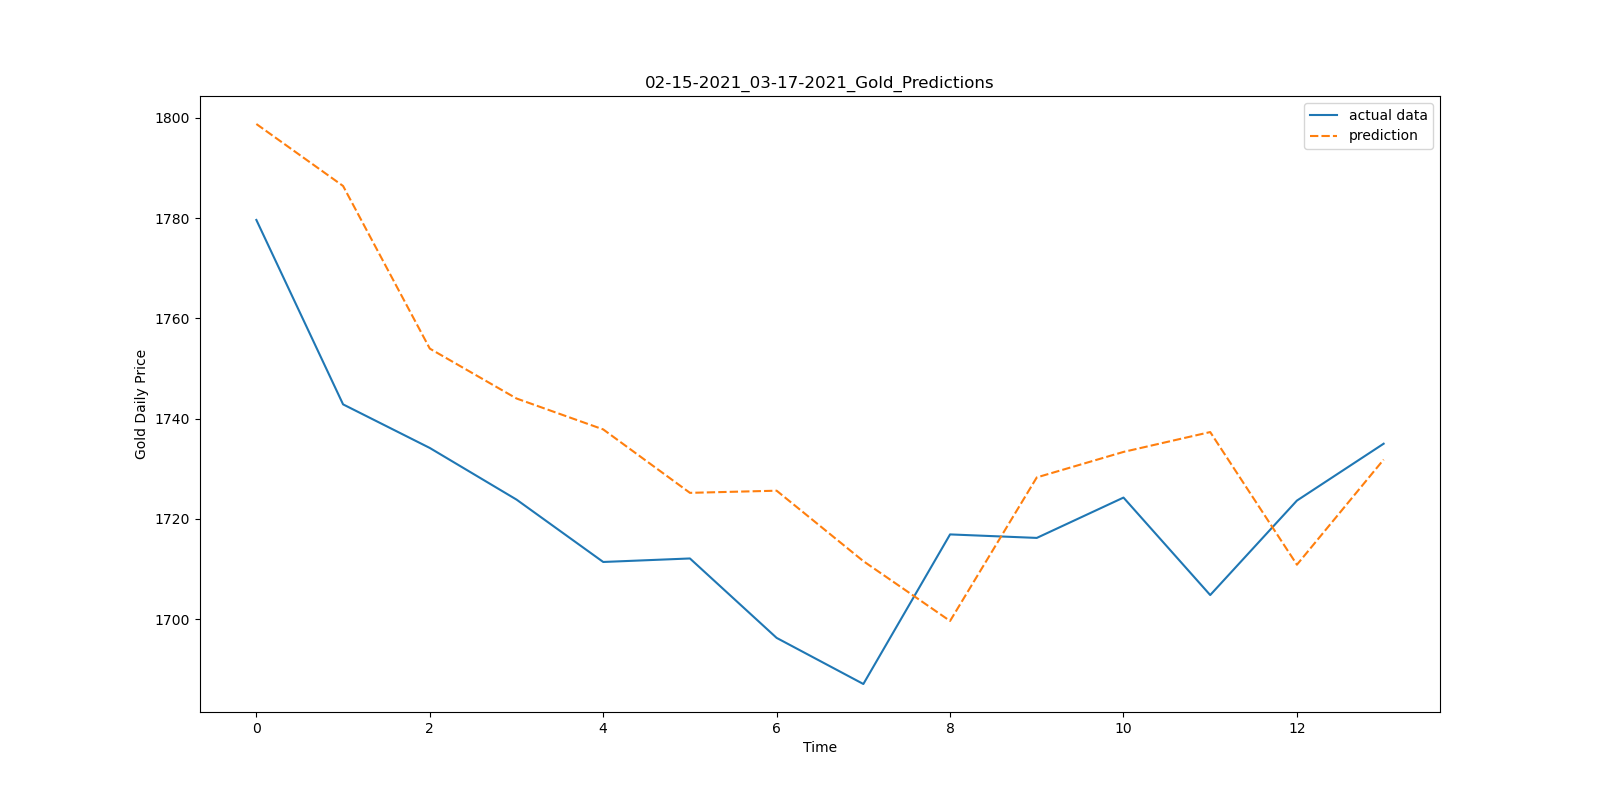 02-15-2021_03-17-2021_Gold_Predictions
actual data
prediction
1800
1780
1760
1740
1720
1700
Gold Daily Price
0 2 4 6 8 10 12
Time